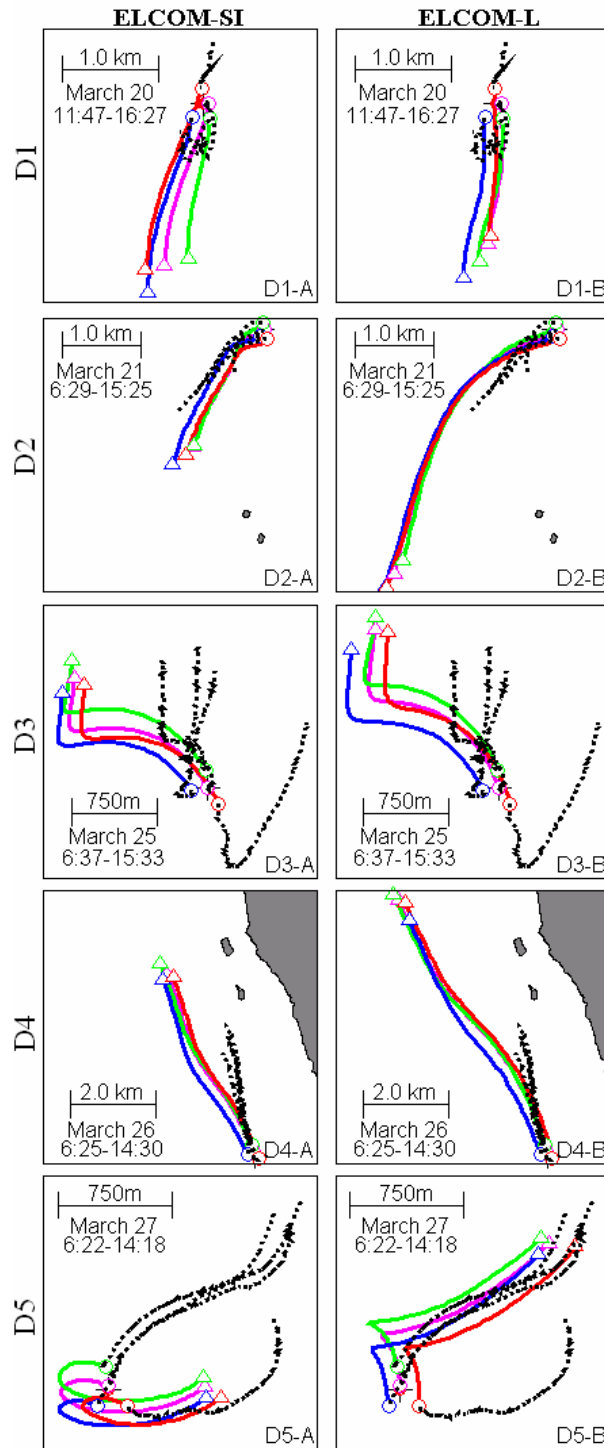 ELCOM-SI
ELCOM-L
D1
1.0 km
March 20
11:47-16:27
D1-A
1.0 km
March 20
11:47-16:27
D1-B
D2
1.0 km
March 21
6:29-15:25
D2-A
1.0 km
March 21
6:29-15:25
D2-B
D3
750m
March 25
6:37-15:33
D3-A
750m
March 25
6:37-15:33
D3-B
D4
2.0 km
March 26
6:25-14:30
D4-A
2.0 km
March 26
6:25-14:30
D4-B
D5
750m
March 27
6:22-14:18
D5-A
750m
March 27
6:22-14:18
D5-B